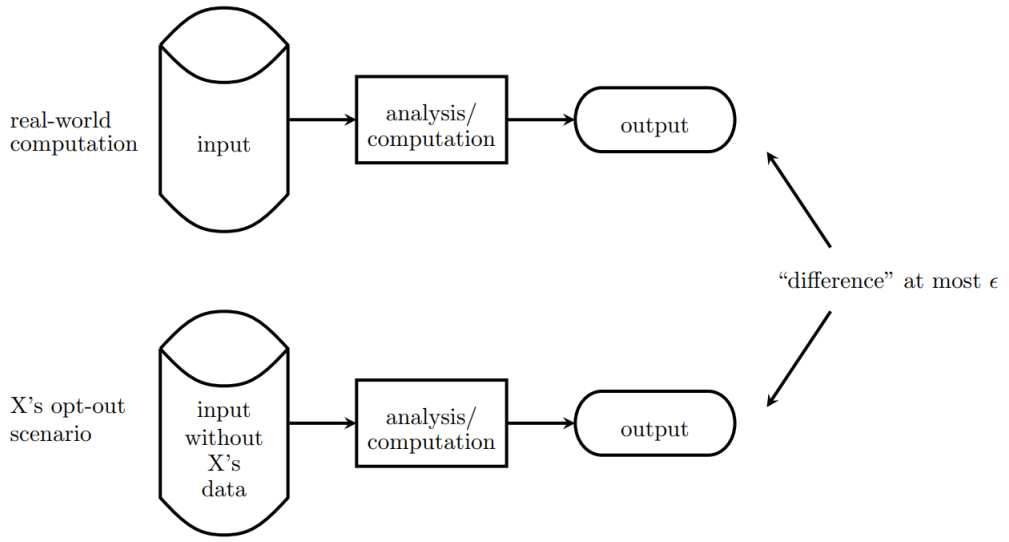 real-world
computation
input
analysis/
computation
output
“difference” at most ϵ
X’s opt-out
scenario
input
without
X’s
data
analysis/
computation
output